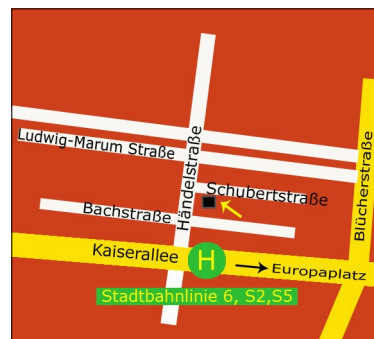 Ludwig-Marum Straße
Händelstraße
Schubertstraße
Blücherstraße
Bachstraße
Kaiserallee
H
Europaplatz
Stadtbahnlinie 6, S2,S5